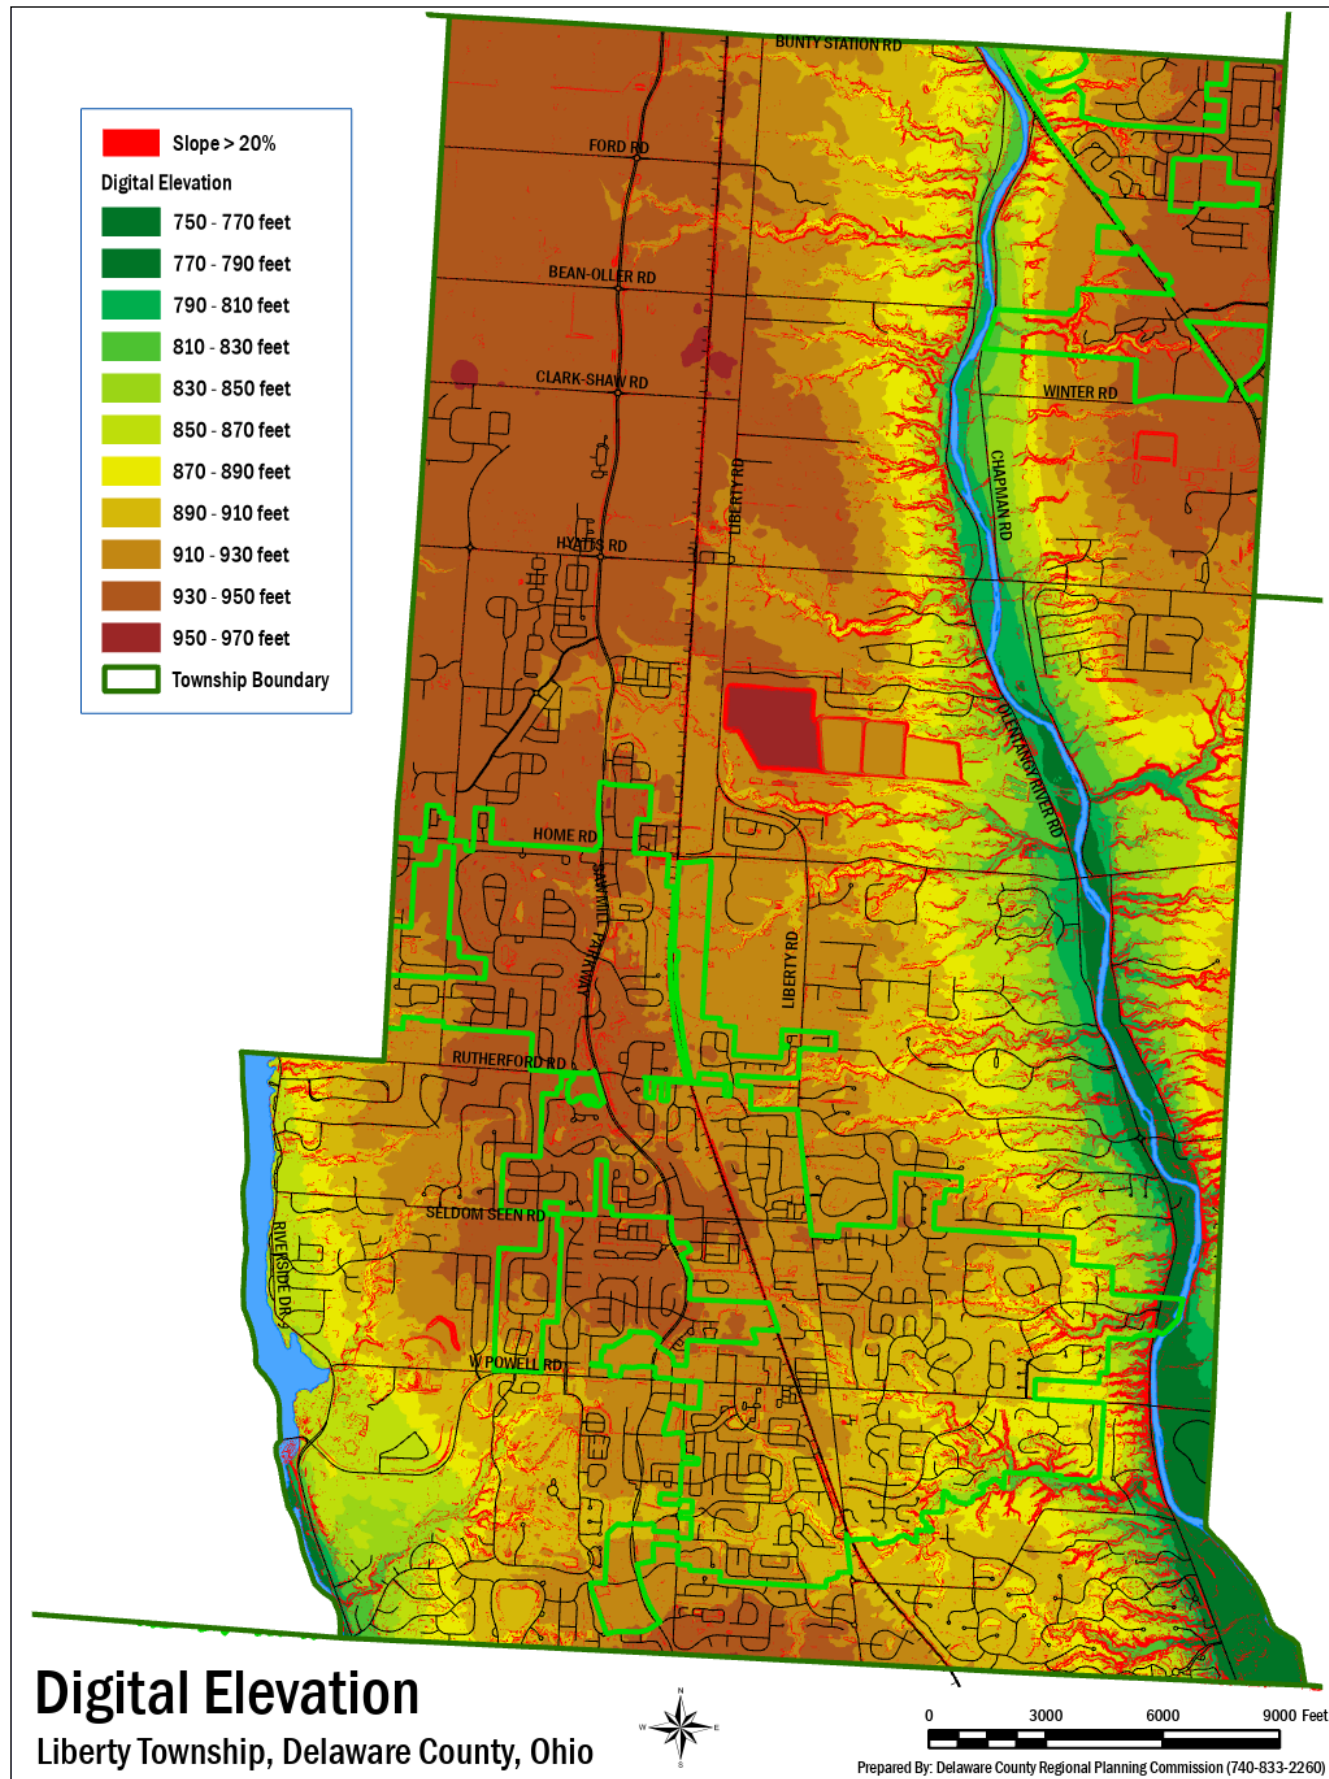 BUNTY STATION RD
Slope > 20%
FORD RD
Digital Elevation
750 - 770 feet
770 - 790 feet
BEAN-OLLER RD
790 - 810 feet
810 - 830 feet
CLARK-SHAW RD
830 - 850 feet
WINTER RD
850 - 870 feet
870 - 890 feet
LIBERTY RD
CHAPMAN RD
890 - 910 feet
HYATTS RD
910 - 930 feet
930 - 950 feet
950 - 970 feet
Township Boundary
OLENTANGY RIVER RD
HOME RD
SAWMILL PARKWAY
LIBERTY RD
RUTHERFORD RD
SELDOM SEEN RD
RIVERSIDE DR
W POWELL RD
Digital Elevation
Liberty Township, Delaware County, Ohio
N
W E
S
0 3000 6000 9000 Feet
Prepared By: Delaware County Regional Planning Commission (740-833-2260)